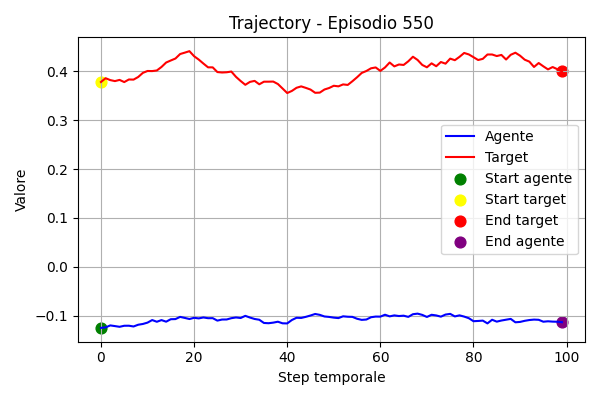 Trajectory - Episodio 550
Valore
0.4
0.3
0.2
0.1
0.0
−0.1
Agente
Target
Start agente
Start target
End target
End agente
0 20 40 60 80 100
Step temporale